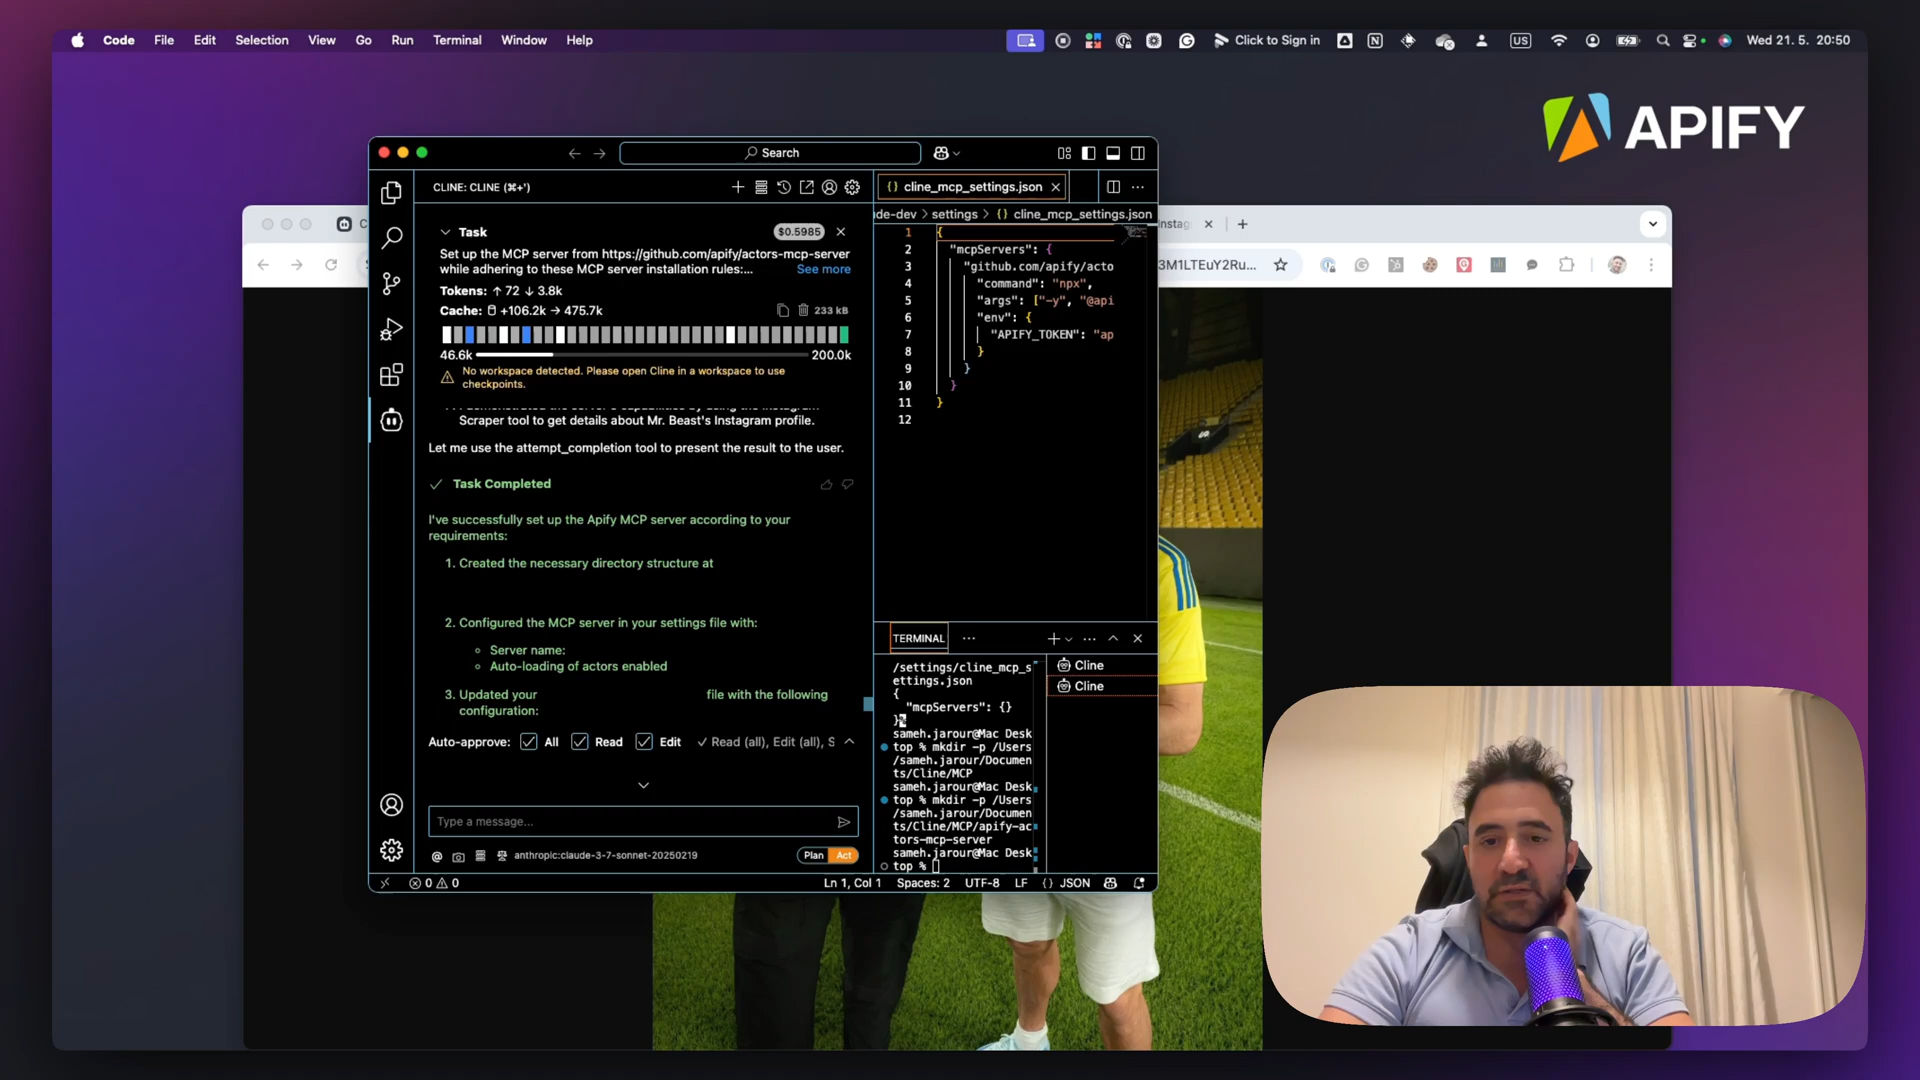 Code File Edit Selection View Go Run Terminal Window Help
Click to Sign in
US
Wed 21. 5. 20:50
APIFY
Search
CLINE: CLINE (⌘+')
Task
$0.5985
Set up the MCP server from https://github.com/apify/actors-mcp-server
while adhering to these MCP server installation rules:...
See more
Tokens: ↑ 72 ↓ 3.8k
Cache: +106.2k → 475.7k
233 kB
46.6k
200.0k
No workspace detected. Please open Cline in a workspace to use
checkpoints.
Scraper tool to get details about Mr. Beast's Instagram profile.
Let me use the attempt_completion tool to present the result to the user.
Task Completed
I've successfully set up the Apify MCP server according to your
requirements:
1. Created the necessary directory structure at
2. Configured the MCP server in your settings file with:
Server name:
Auto-loading of actors enabled
3. Updated your file with the following
configuration:
Auto-approve: All Read Edit ✓ Read (all), Edit (all), S
Type a message...
@ anthropic:claude-3-7-sonnet-20250219
Plan Act
0 0
cline_mcp_settings.json
de-dev > settings > {} cline_mcp_settings.json
1 {
2 "mcpServers": {
3 "github.com/apify/acto
4 "command": "npx",
5 "args": ["-y", "@api
6 "env": {
7 "APIFY_TOKEN": "ap
8 }
9 }
10 }
11 }
12
TERMINAL
Cline
Cline
/settings/cline_mcp_s
ettings.json
{
"mcpServers": {}
}%
sameh.jarour@Mac Desk
top % mkdir -p /Users
/sameh.jarour/Documen
ts/Cline/MCP
sameh.jarour@Mac Desk
top % mkdir -p /Users
/sameh.jarour/Documen
ts/Cline/MCP/apify-ac
tors-mcp-server
sameh.jarour@Mac Desk
top %
Ln 1, Col 1 Spaces: 2 UTF-8 LF {} JSON
instag
3M1LTEuY2Ru...